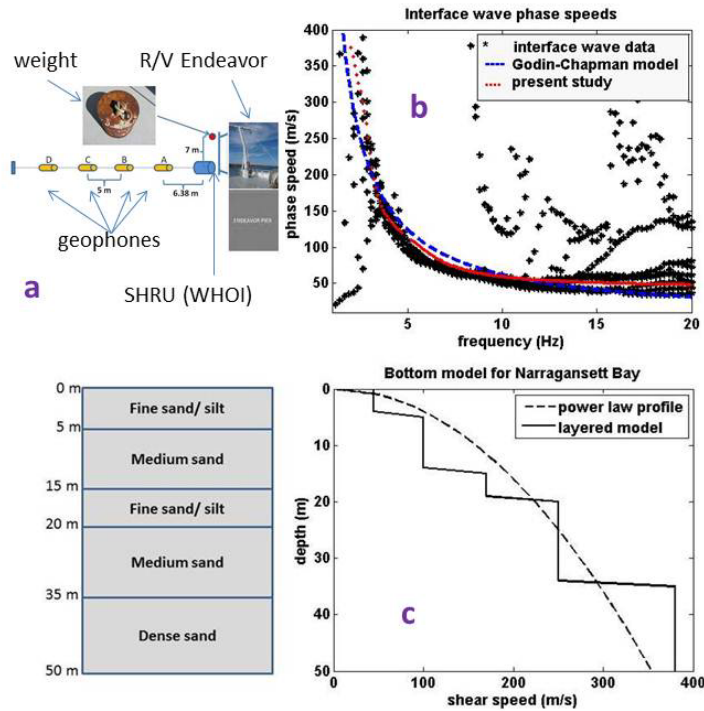 weight
R/V Endeavor
7 m
D
C
B
A
5 m
6.38 m
ENDEAVOR PICS
geophones
a
SHRU (WHOI)
Interface wave phase speeds
* interface wave data
Godin-Chapman model
present study
b
phase speed (m/s)
400
350
300
250
200
150
100
50
5
10
15
20
frequency (Hz)
0 m
Fine sand/ silt
5 m
Medium sand
15 m
Fine sand/ silt
20 m
Medium sand
35 m
Dense sand
50 m
Bottom model for Narragansett Bay
power law profile
layered model
depth (m)
0
10
20
30
40
50
c
0
100
200
300
400
shear speed (m/s)